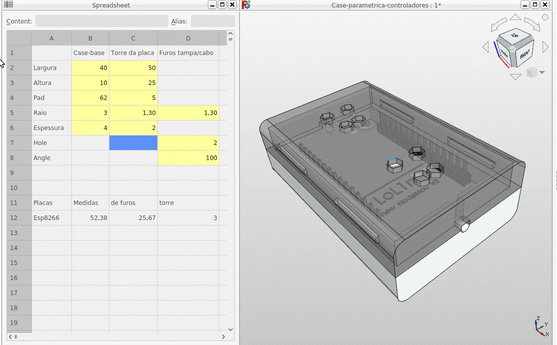 Spreadsheet
Content: Alias:
A B C D
1 Case-base Torre da placa Furos tampa/cabo
2 Largura 40 50
3 Altura 10 25
4 Pad 62 5
5 Raio 3 1,30 1,30
6 Espessura 4 2
7 Hole 2
8 Angle 100
9
10
11 Placas Medidas de furos torre
12 Esp8266 52,38 25,67 3
13
14
15
16
17
18
19
Case-parametrica-controladores : 1*
LoLin
Z
Y
X